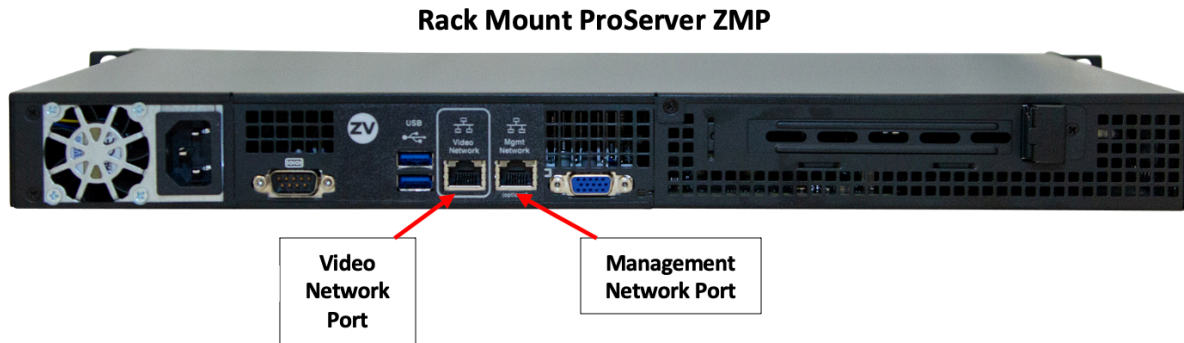 Rack Mount ProServer ZMP
ZV
USB
Video
Network
Mgmt
Network
Video
Network
Port
Management
Network Port